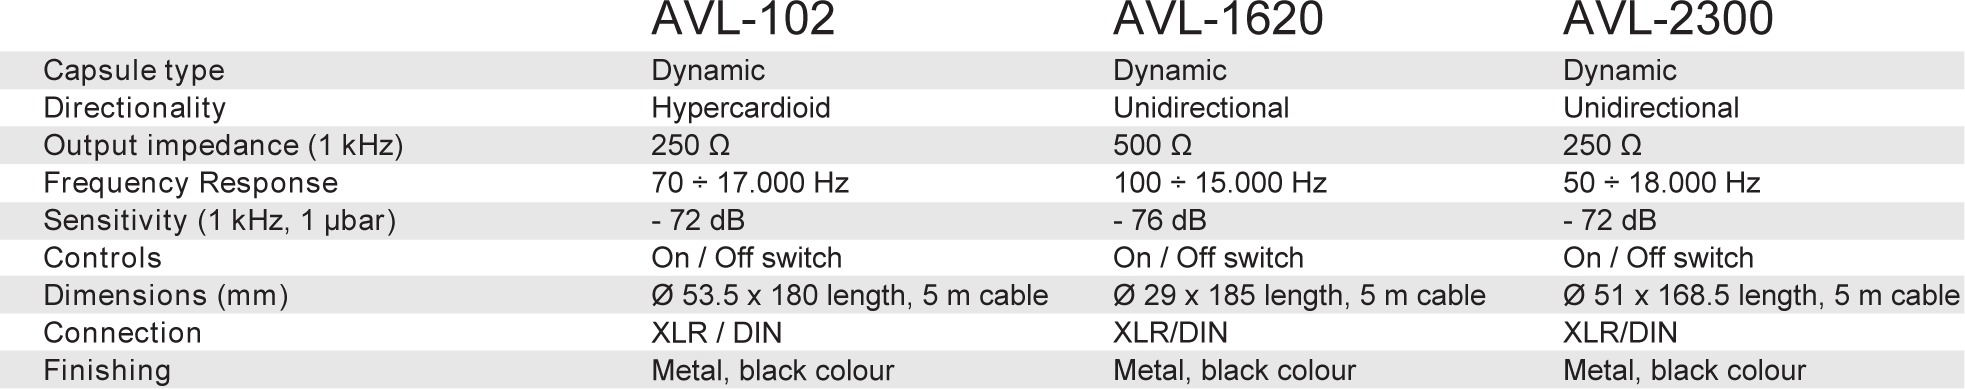 AVL-102 AVL-1620 AVL-2300
Capsule type Dynamic Dynamic Dynamic
Directionality Hypercardioid Unidirectional Unidirectional
Output impedance (1 kHz) 250 Ω 500 Ω 250 Ω
Frequency Response 70 ÷ 17.000 Hz 100 ÷ 15.000 Hz 50 ÷ 18.000 Hz
Sensitivity (1 kHz, 1 µbar) - 72 dB - 76 dB - 72 dB
Controls On / Off switch On / Off switch On / Off switch
Dimensions (mm) Ø 53.5 x 180 length, 5 m cable Ø 29 x 185 length, 5 m cable Ø 51 x 168.5 length, 5 m cable
Connection XLR / DIN XLR/DIN XLR/DIN
Finishing Metal, black colour Metal, black colour Metal, black colour